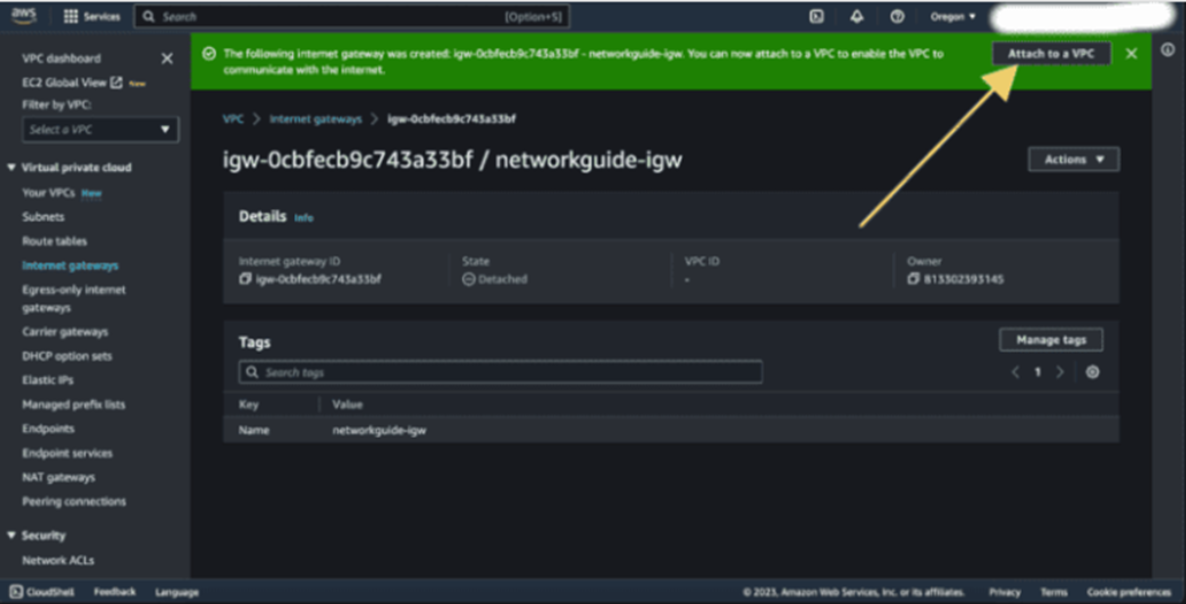 aws Services Search [Option+S] Oregon
VPC dashboard
EC2 Global View New
Filter by VPC:
Select a VPC
Virtual private cloud
Your VPCs New
Subnets
Route tables
Internet gateways
Egress-only internet
gateways
Carrier gateways
DHCP option sets
Elastic IPs
Managed prefix lists
Endpoints
Endpoint services
NAT gateways
Peering connections
Security
Network ACLs
The following internet gateway was created: igw-0cbfecb9c743a33bf - networkguide-igw. You can now attach to a VPC to enable the VPC to
communicate with the internet.
Attach to a VPC
VPC Internet gateways igw-0cbfecb9c743a33bf
igw-0cbfecb9c743a33bf / networkguide-igw
Actions
Details Info
Internet gateway ID
igw-0cbfecb9c743a33bf
State
Detached
VPC ID
-
Owner
813302393145
Tags
Manage tags
Search tags
1
Key Value
Name networkguide-igw
CloudShell Feedback Language © 2023, Amazon Web Services, Inc. or its affiliates. Privacy Terms Cookie preferences